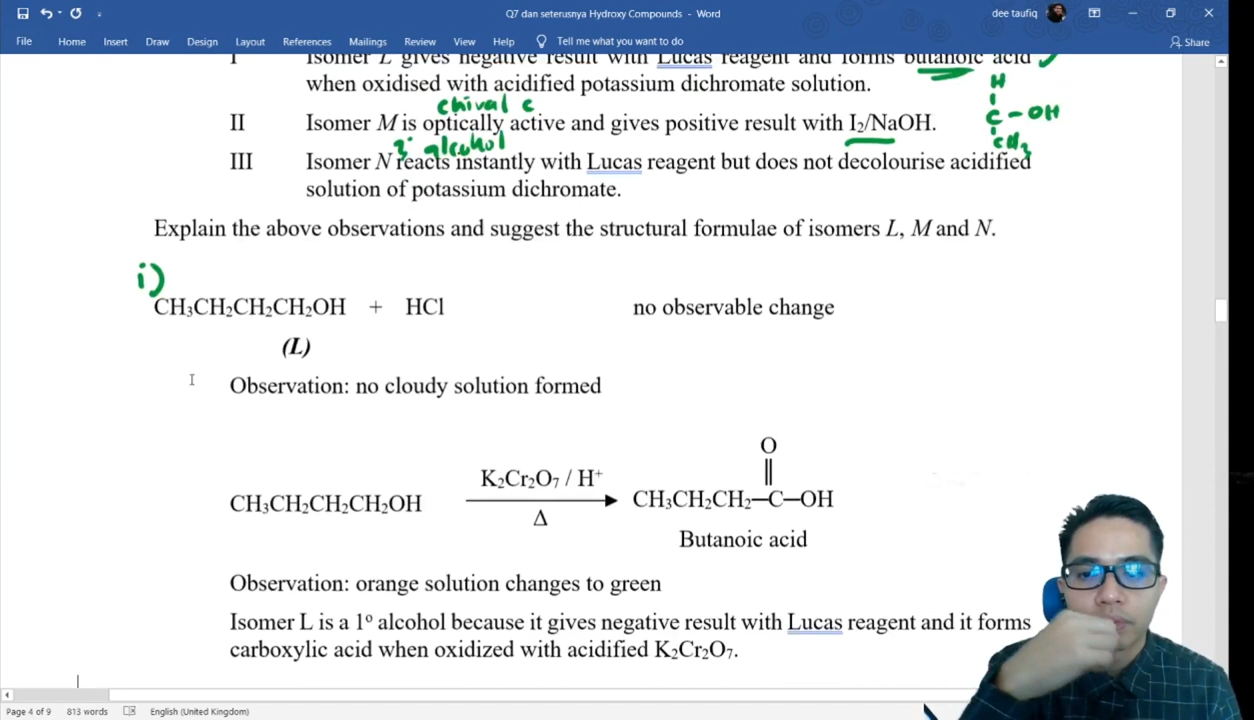 Q7 dan seterusnya Hydroxy Compounds - Word
dee taufiq
File Home Insert Draw Design Layout References Mailings Review View Help Tell me what you want to do
Share
I Isomer L gives negative result with Lucas reagent and forms butanoic acid
when oxidised with acidified potassium dichromate solution.
H
chiral c
C - OH
II Isomer M is optically active and gives positive result with I₂/NaOH.
3° alcohol
CH3
III Isomer N reacts instantly with Lucas reagent but does not decolourise acidified
solution of potassium dichromate.
Explain the above observations and suggest the structural formulae of isomers L, M and N.
i)
CH₃CH₂CH₂CH₂OH + HCl no observable change
(L)
Observation: no cloudy solution formed
O
K₂Cr₂O₇ / H⁺
CH₃CH₂CH₂CH₂OH CH₃CH₂CH₂─C─OH
Δ
Butanoic acid
Observation: orange solution changes to green
Isomer L is a 1° alcohol because it gives negative result with Lucas reagent and it forms
carboxylic acid when oxidized with acidified K₂Cr₂O₇.
Page 4 of 9 813 words English (United Kingdom)